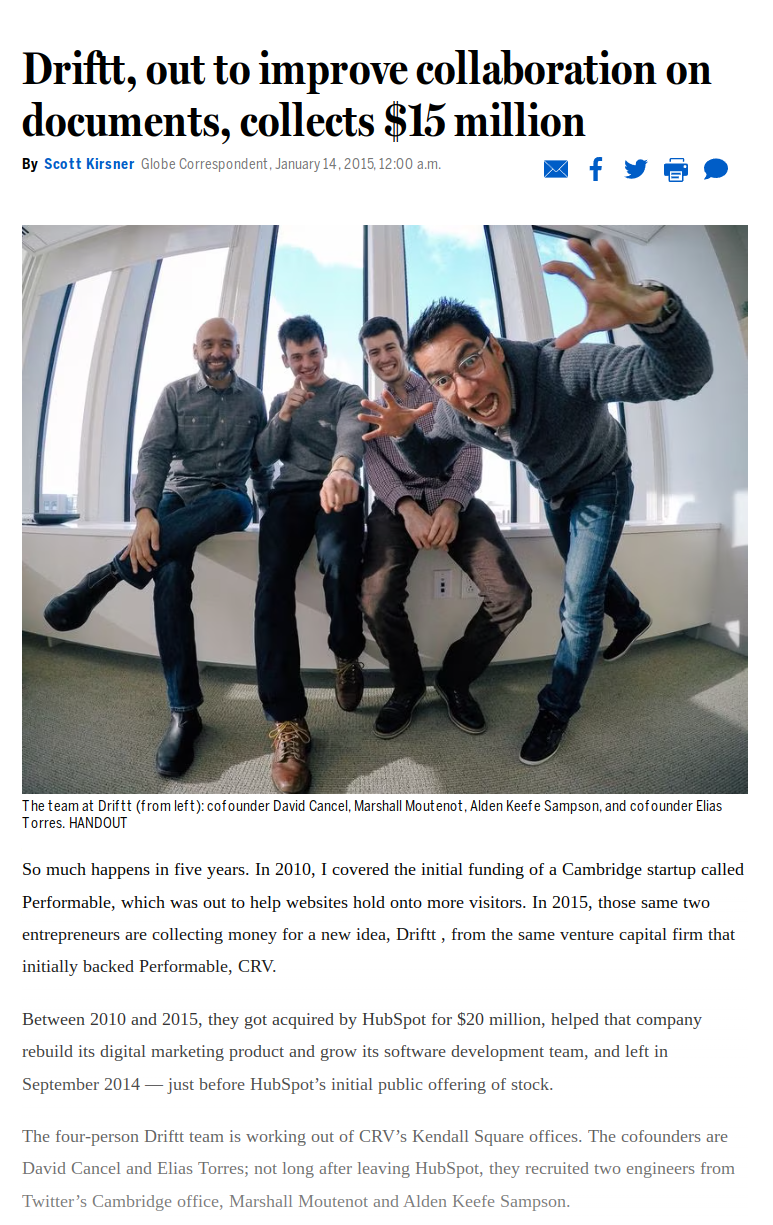 Driftt, out to improve collaboration on
documents, collects $15 million
By Scott Kirsner Globe Correspondent, January 14, 2015, 12:00 a.m.
The team at Driftt (from left): cofounder David Cancel, Marshall Moutenot, Alden Keefe Sampson, and cofounder Elias
Torres. HANDOUT
So much happens in five years. In 2010, I covered the initial funding of a Cambridge startup called
Performable, which was out to help websites hold onto more visitors. In 2015, those same two
entrepreneurs are collecting money for a new idea, Driftt , from the same venture capital firm that
initially backed Performable, CRV.
Between 2010 and 2015, they got acquired by HubSpot for $20 million, helped that company
rebuild its digital marketing product and grow its software development team, and left in
September 2014 — just before HubSpot’s initial public offering of stock.
The four-person Driftt team is working out of CRV’s Kendall Square offices. The cofounders are
David Cancel and Elias Torres; not long after leaving HubSpot, they recruited two engineers from
Twitter’s Cambridge office, Marshall Moutenot and Alden Keefe Sampson.